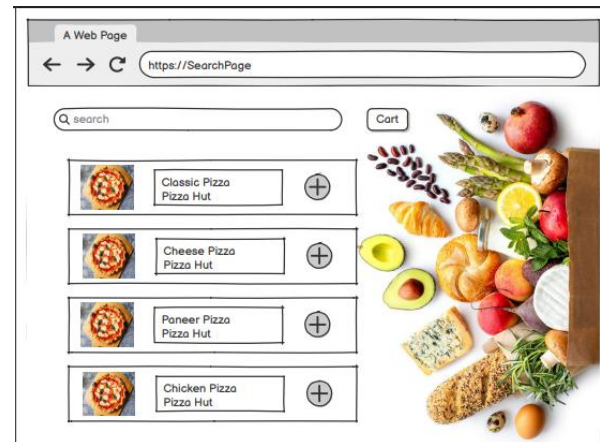 A Web Page
https://SearchPage
search
Cart
Classic Pizza
Pizza Hut
Cheese Pizza
Pizza Hut
Paneer Pizza
Pizza Hut
Chicken Pizza
Pizza Hut